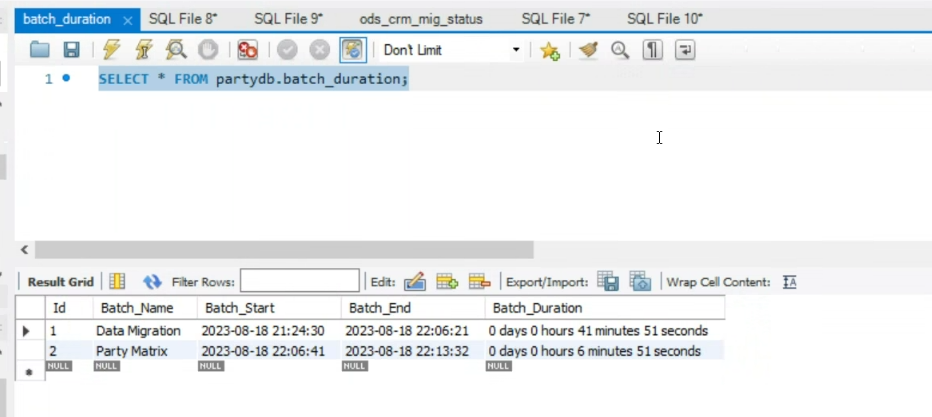 batch_duration × SQL File 8* SQL File 9* ods_crm_mig_status SQL File 7* SQL File 10*
Don't Limit
1 SELECT * FROM partydb.batch_duration;
Result Grid Filter Rows: Edit: Export/Import: Wrap Cell Content:
Id Batch_Name Batch_Start Batch_End Batch_Duration
1 Data Migration 2023-08-18 21:24:30 2023-08-18 22:06:21 0 days 0 hours 41 minutes 51 seconds
2 Party Matrix 2023-08-18 22:06:41 2023-08-18 22:13:32 0 days 0 hours 6 minutes 51 seconds
NULL NULL NULL NULL NULL